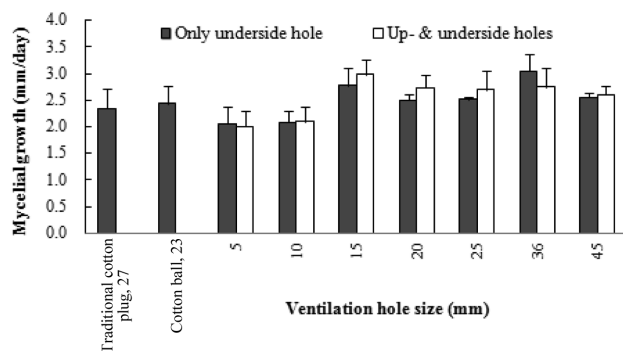 Only underside hole
Up- & underside holes
Mycelial growth (mm/day)
4.0
3.5
3.0
2.5
2.0
1.5
1.0
0.5
0.0
Traditional cotton
plug, 27
Cotton ball, 23
5
10
15
20
25
36
45
Ventilation hole size (mm)